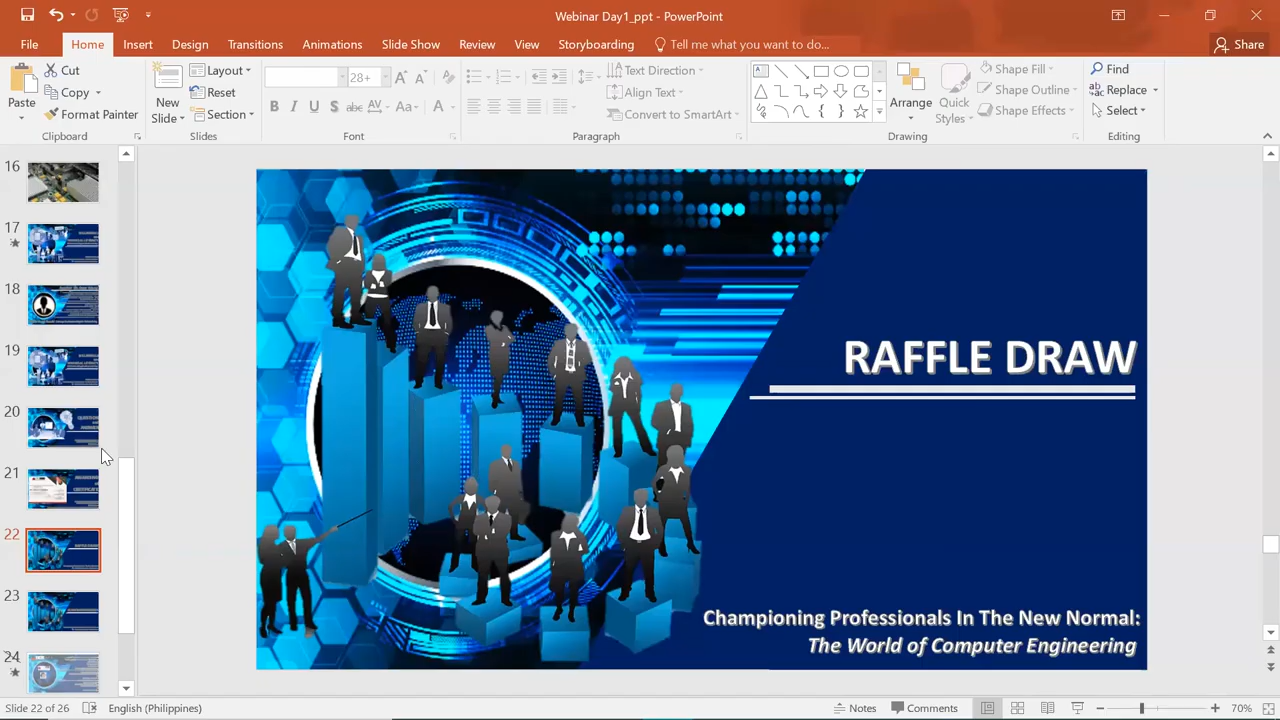 Webinar Day1_ppt - PowerPoint
File Home Insert Design Transitions Animations Slide Show Review View Storyboarding Tell me what you want to do... Share
Paste
Cut
Copy
Format Painter
Clipboard
New Slide
Layout
Reset
Section
Slides
28+
B I U S abc AV Aa A
Font
Text Direction
Align Text
Convert to SmartArt
Paragraph
Arrange
Quick Styles
Shape Fill
Shape Outline
Shape Effects
Drawing
Find
Replace
Select
Editing
16
17
18
19
20
21
22
23
24
RAFFLE DRAW
Championing Professionals In The New Normal:
The World of Computer Engineering
Slide 22 of 26 English (Philippines) Notes Comments 70%